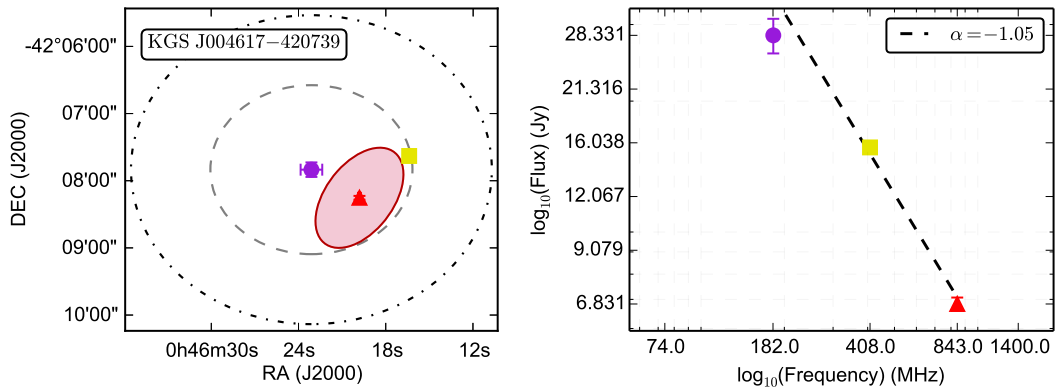 KGS J004617−420739
-42°06'00"
07'00"
08'00"
09'00"
10'00"
DEC (J2000)
0h46m30s 24s 18s 12s
RA (J2000)
α=−1.05
28.331
21.316
16.038
12.067
9.079
6.831
log10(Flux) (Jy)
74.0 182.0 408.0 843.0 1400.0
log10(Frequency) (MHz)